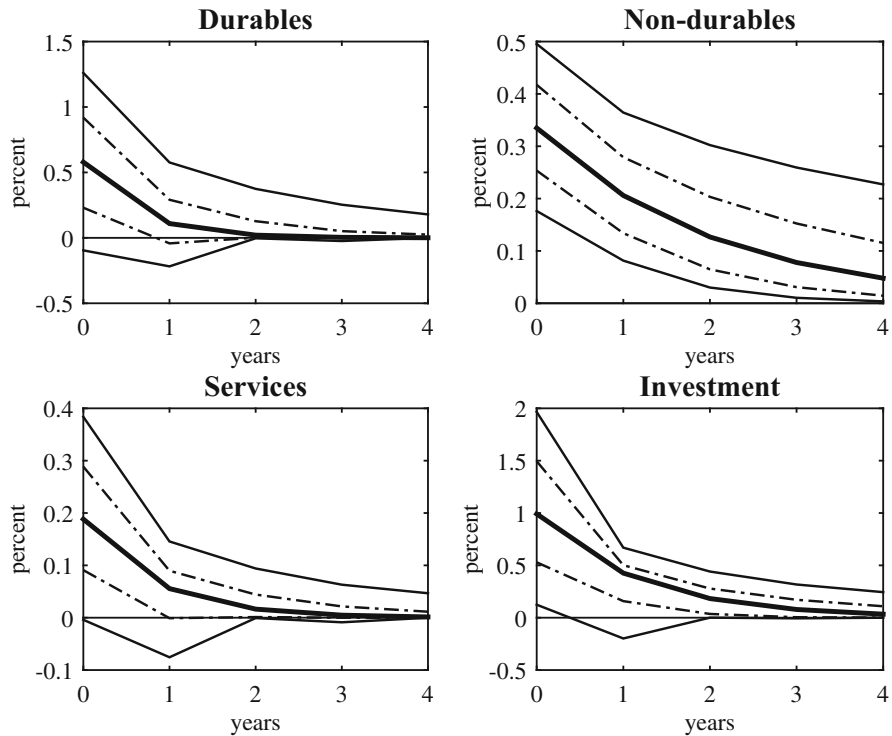 Durables
1.5
1
0.5
0
-0.5
percent
0 1 2 3 4
years
Non-durables
0.5
0.4
0.3
0.2
0.1
0
percent
0 1 2 3 4
years
Services
0.4
0.3
0.2
0.1
0
-0.1
percent
0 1 2 3 4
years
Investment
2
1.5
1
0.5
0
-0.5
percent
0 1 2 3 4
years